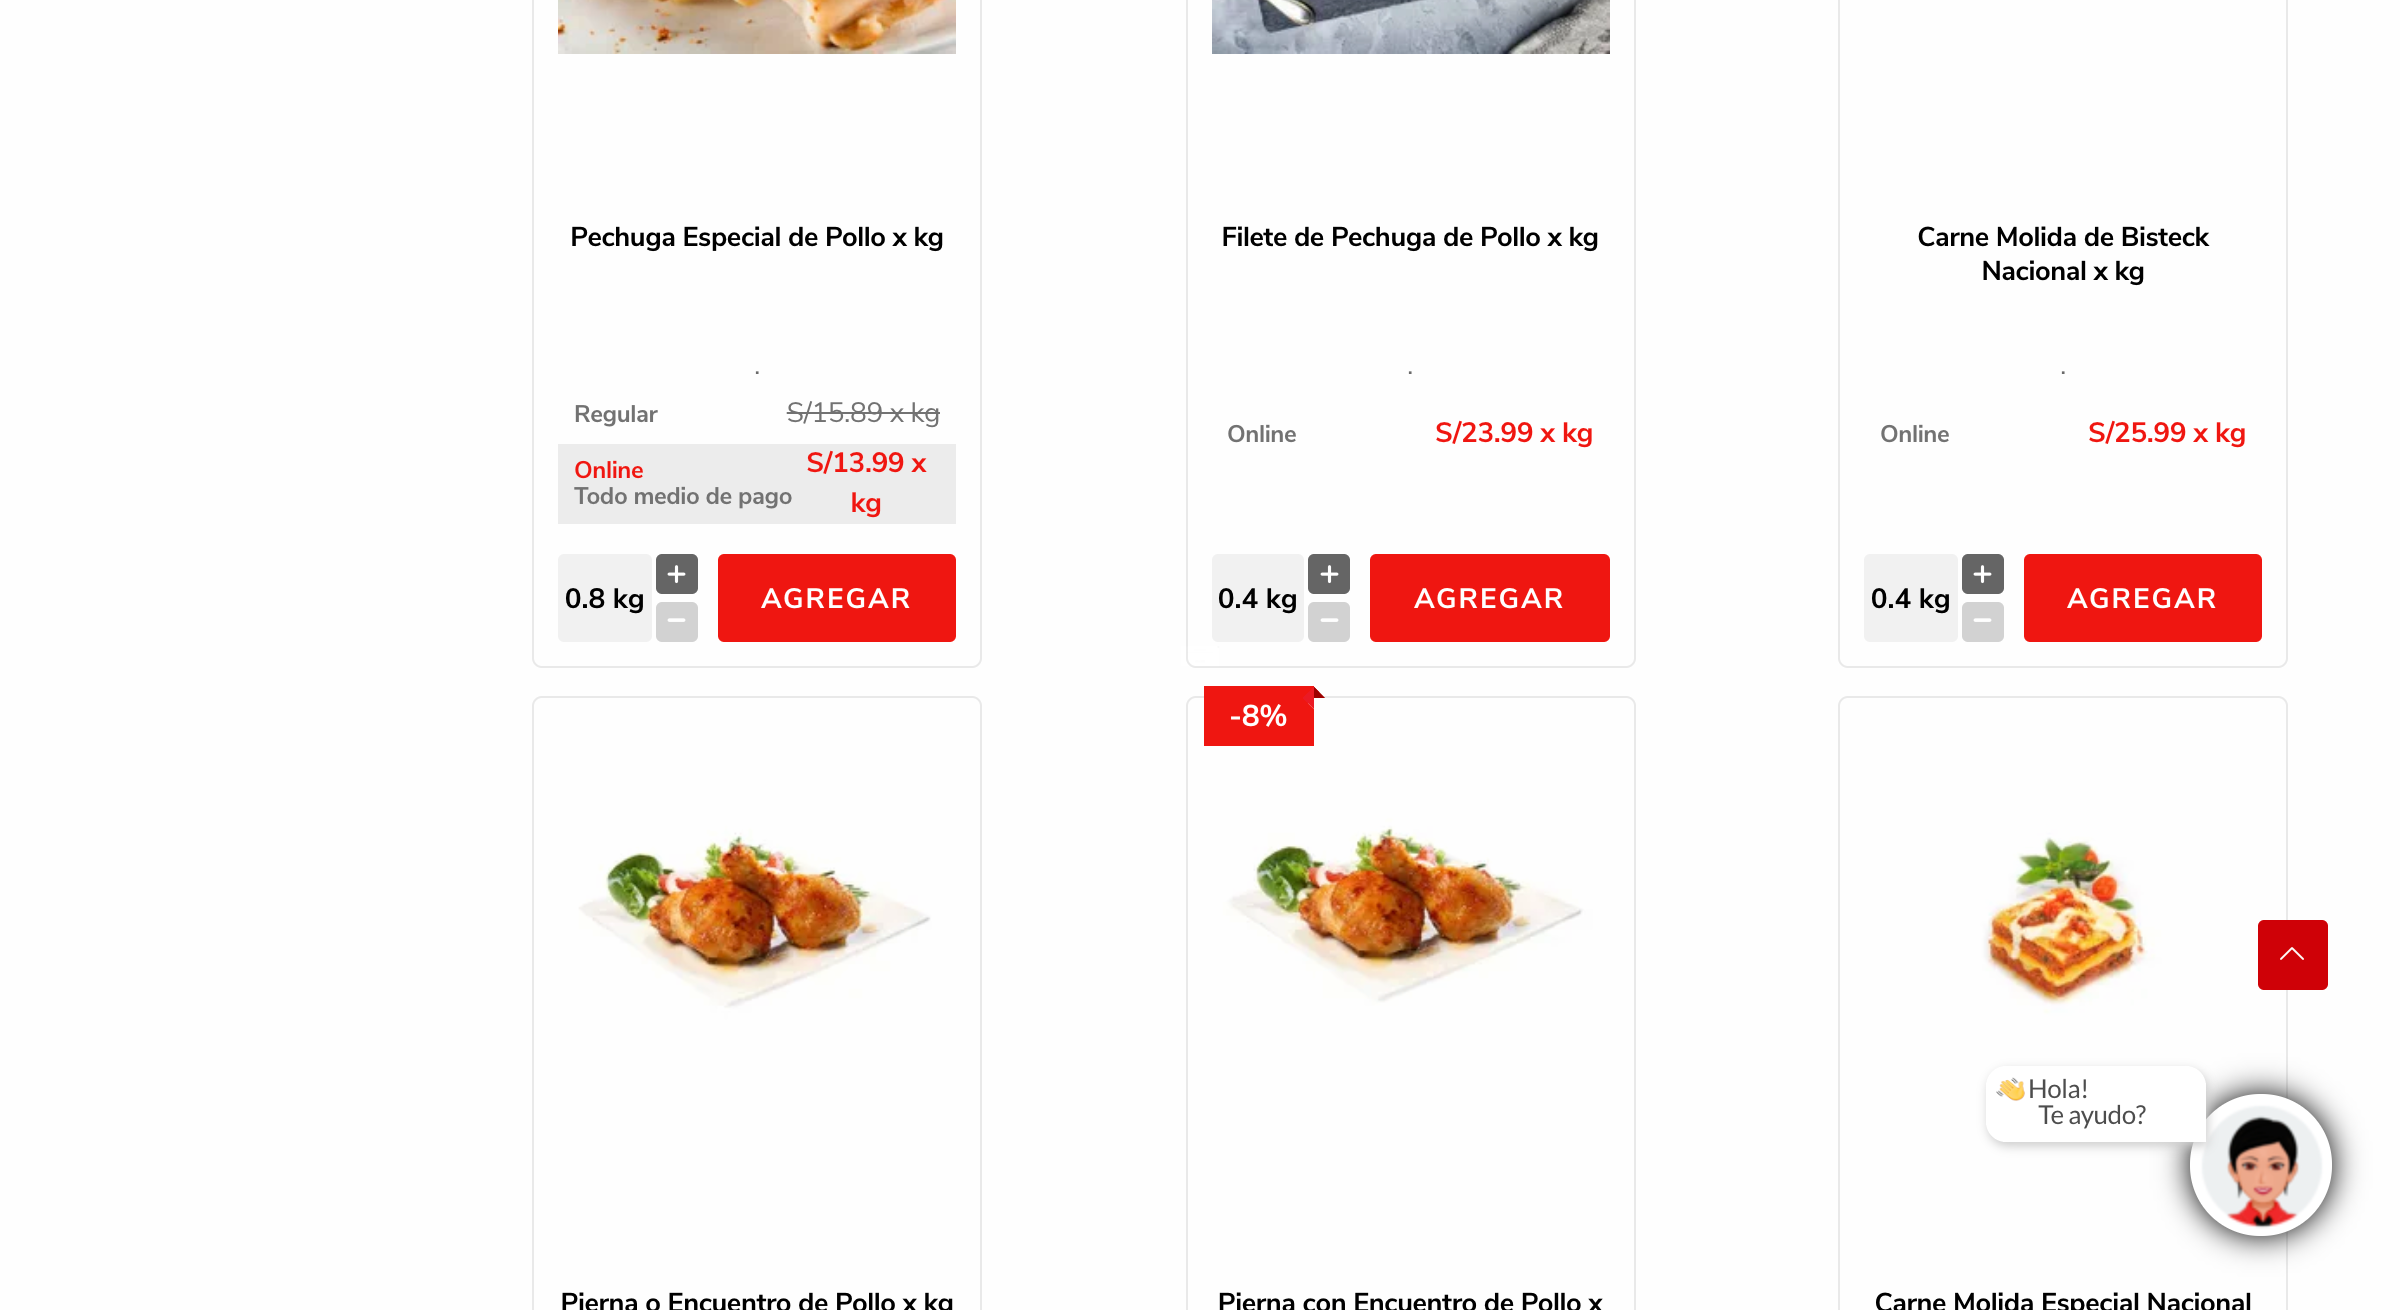 Pechuga Especial de Pollo x kg
.
Regular S/15.89 x kg
Online S/13.99 x
Todo medio de pago kg
0.8 kg + − AGREGAR
Filete de Pechuga de Pollo x kg
.
Online S/23.99 x kg
0.4 kg + − AGREGAR
Carne Molida de Bisteck
Nacional x kg
.
Online S/25.99 x kg
0.4 kg + − AGREGAR
Pierna o Encuentro de Pollo x kg
-8%
Pierna con Encuentro de Pollo x
Carne Molida Especial Nacional
👋Hola!
Te ayudo?